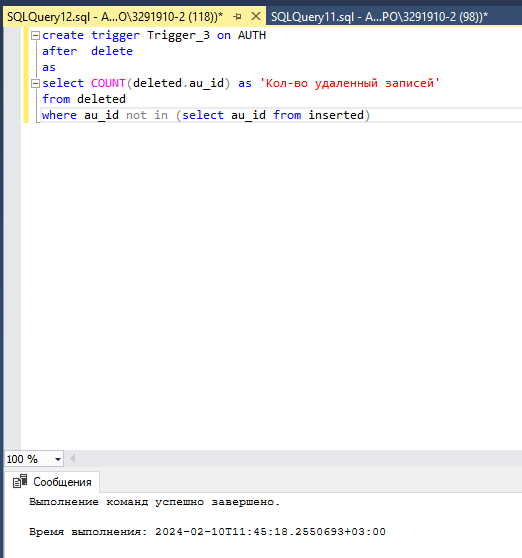 SQLQuery12.sql - A...O\3291910-2 (118))* SQLQuery11.sql - A...PO\3291910-2 (98))*
create trigger Trigger_3 on AUTH
after  delete
as
select COUNT(deleted.au_id) as 'Кол-во удаленный записей'
from deleted
where au_id not in (select au_id from inserted)
100 %
Сообщения
Выполнение команд успешно завершено.
Время выполнения: 2024-02-10T11:45:18.2550693+03:00